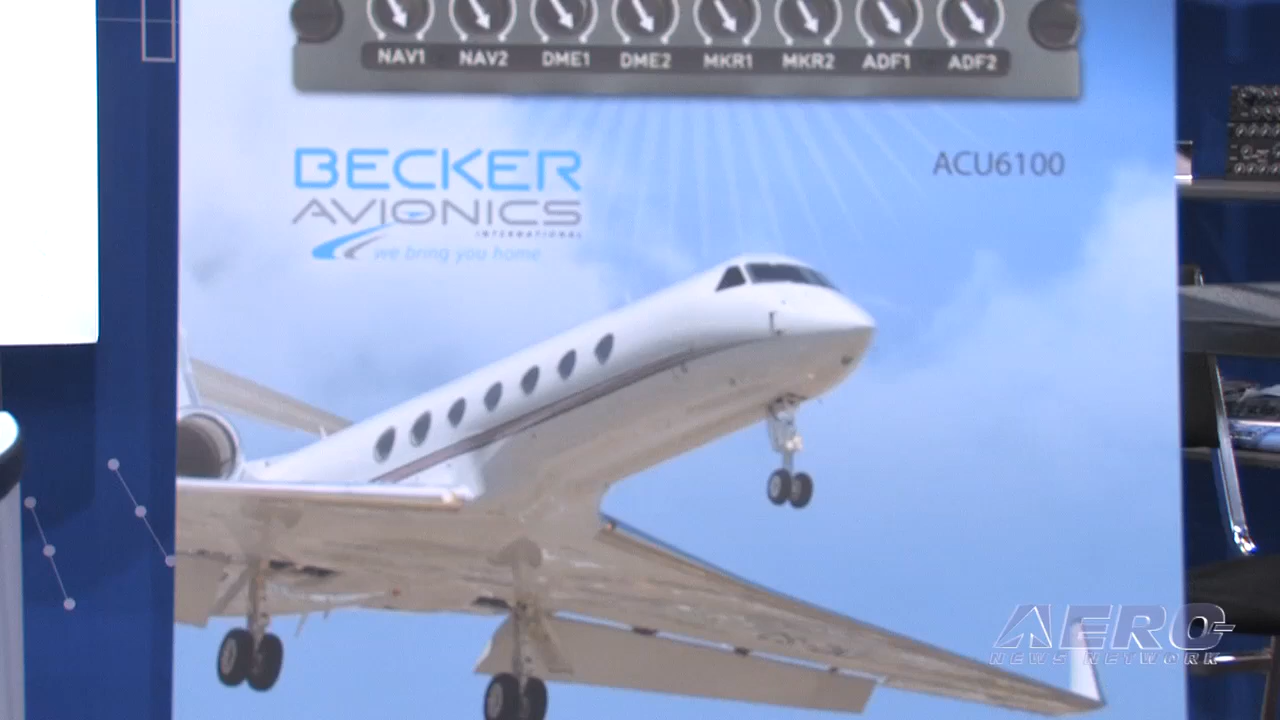 NAV1 NAV2 DME1 DME2 MKR1 MKR2 ADF1 ADF2
BECKER
AVIONICS
INTERNATIONAL
we bring you home
ACU6100
AERO
NEWS NETWORK